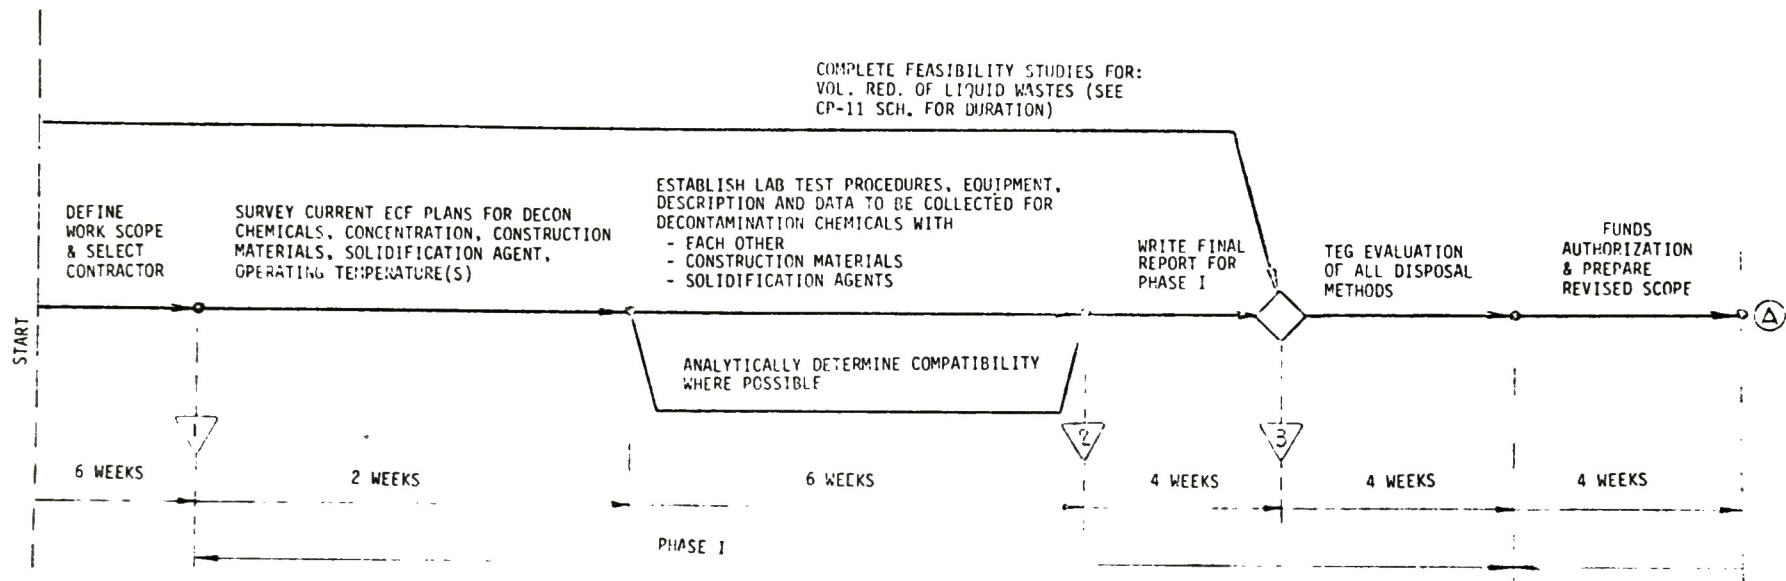 COMPLETE FEASIBILITY STUDIES FOR:
VOL. RED. OF LIQUID WASTES (SEE
CP-11 SCH. FOR DURATION)
DEFINE
WORK SCOPE
& SELECT
CONTRACTOR
SURVEY CURRENT ECF PLANS FOR DECON
CHEMICALS, CONCENTRATION, CONSTRUCTION
MATERIALS, SOLIDIFICATION AGENT,
OPERATING TEMPERATURE(S)
ESTABLISH LAB TEST PROCEDURES, EQUIPMENT,
DESCRIPTION AND DATA TO BE COLLECTED FOR
DECONTAMINATION CHEMICALS WITH
- EACH OTHER
- CONSTRUCTION MATERIALS
- SOLIDIFICATION AGENTS
WRITE FINAL
REPORT FOR
PHASE I
TEG EVALUATION
OF ALL DISPOSAL
METHODS
FUNDS
AUTHORIZATION
& PREPARE
REVISED SCOPE
START
A
ANALYTICALLY DETERMINE COMPATIBILITY
WHERE POSSIBLE
1
2
3
6 WEEKS
2 WEEKS
6 WEEKS
4 WEEKS
4 WEEKS
4 WEEKS
PHASE I